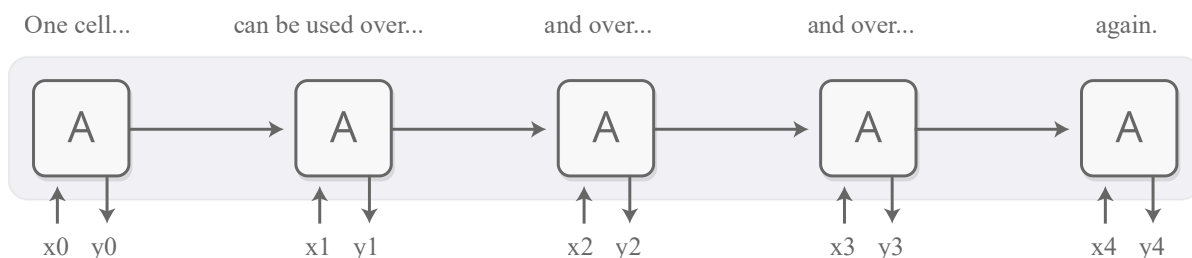 One cell... can be used over... and over... and over... again.
A A A A A
x0 y0 x1 y1 x2 y2 x3 y3 x4 y4